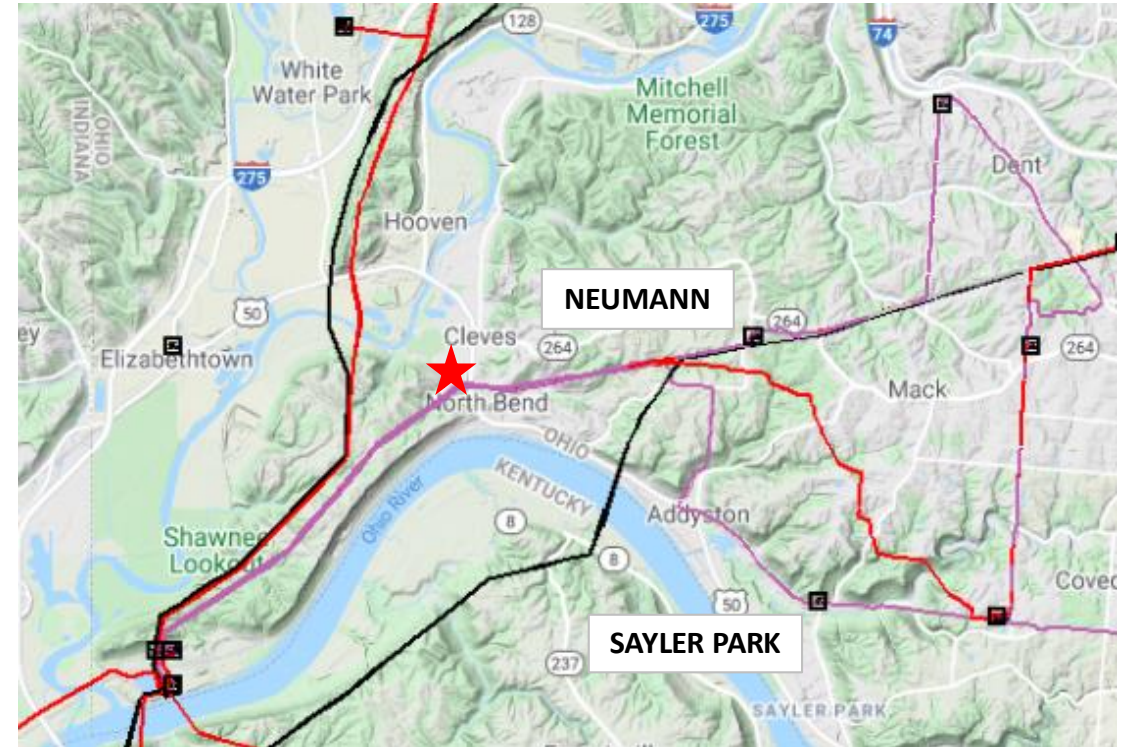 128
275
74
White
Water Park
Mitchell
Memorial
Forest
OHIO
INDIANA
275
Dent
Hooven
NEUMANN
50
264
Cleves
264
264
ey
Elizabethtown
Mack
North Bend
OHIO
KENTUCKY
Ohio River
8
Addyston
Shawnee
Lookout
8
Coved
50
SAYLER PARK
237
SAYLER PARK